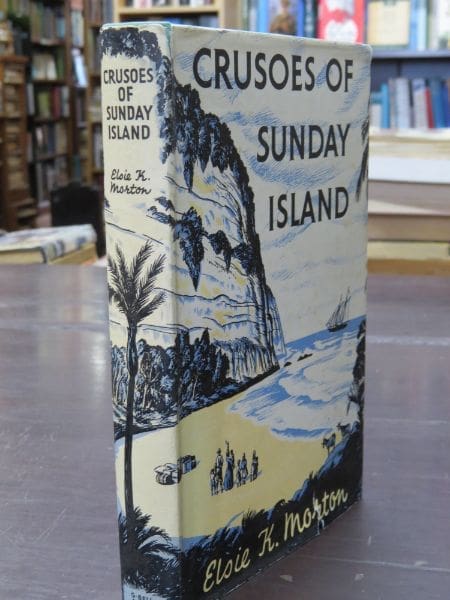 CRUSOES
OF
SUNDAY
ISLAND
Elsie K.
Morton
CRUSOES OF
SUNDAY
ISLAND
Elsie K. Morton